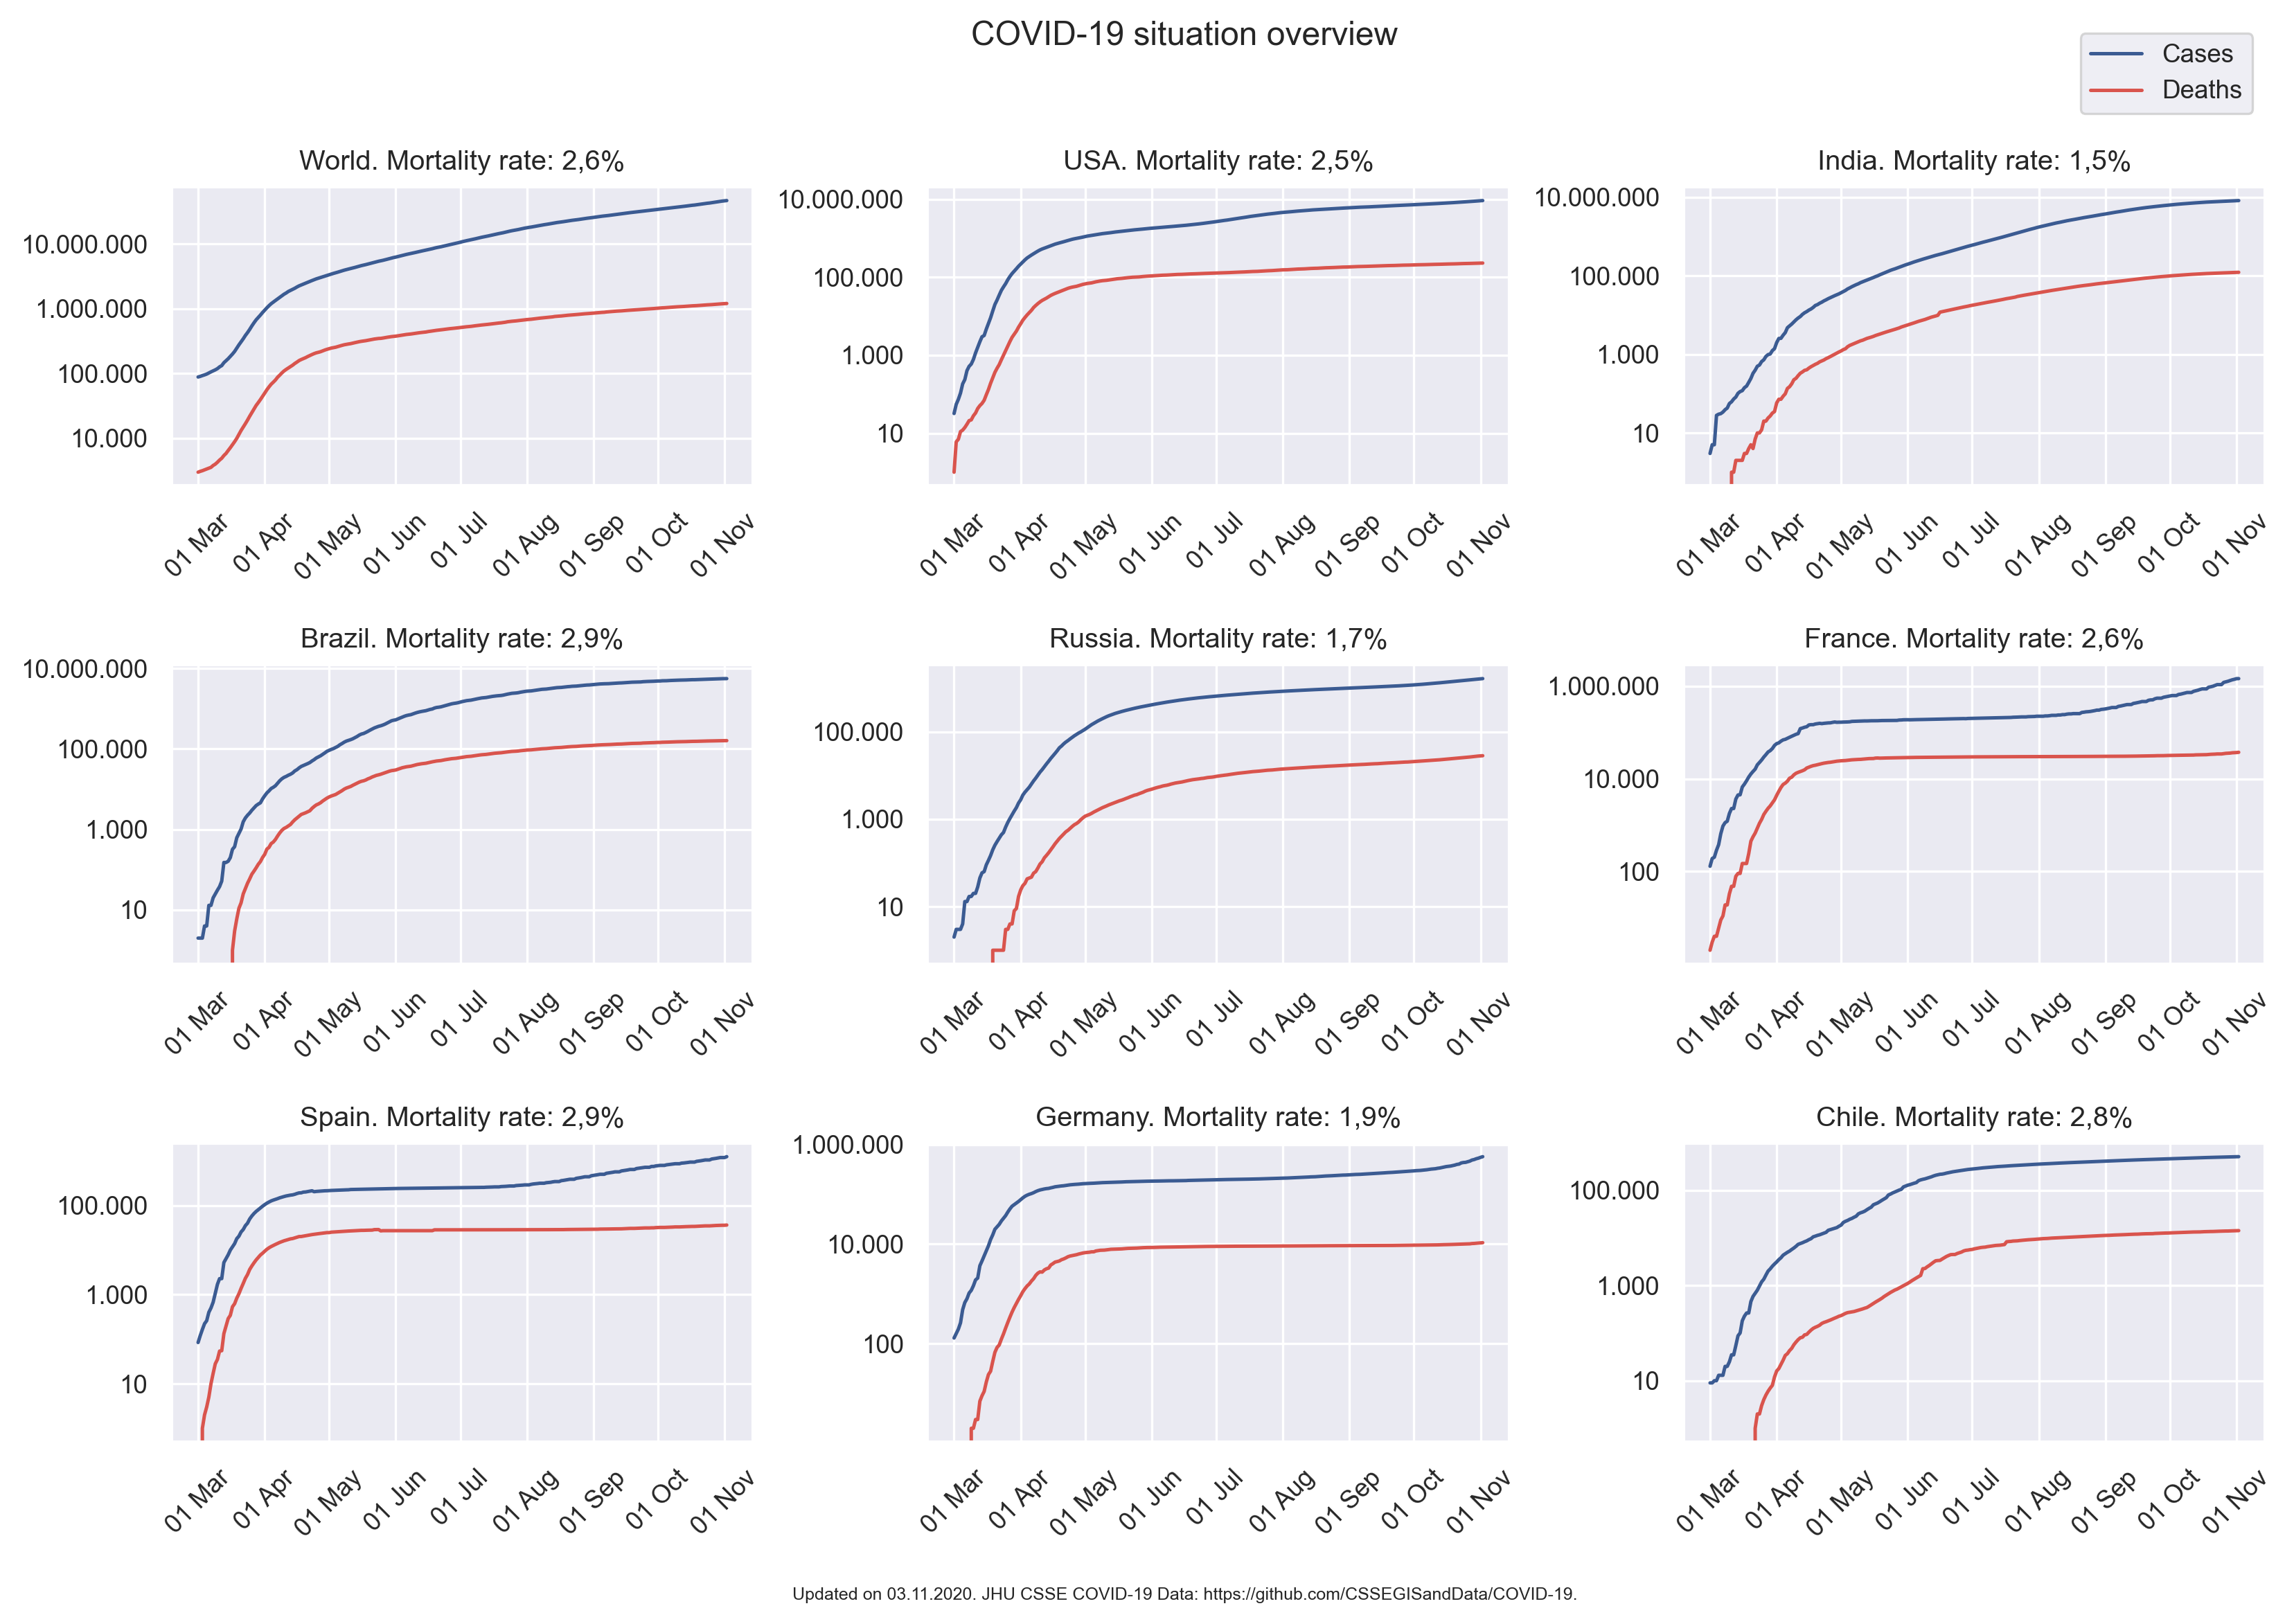 COVID-19 situation overview
Cases
Deaths
World. Mortality rate: 2,6%
10.000.000
1.000.000
100.000
10.000
01 Mar
01 Apr
01 May
01 Jun
01 Jul
01 Aug
01 Sep
01 Oct
01 Nov
USA. Mortality rate: 2,5%
10.000.000
100.000
1.000
10
01 Mar
01 Apr
01 May
01 Jun
01 Jul
01 Aug
01 Sep
01 Oct
01 Nov
India. Mortality rate: 1,5%
10.000.000
100.000
1.000
10
01 Mar
01 Apr
01 May
01 Jun
01 Jul
01 Aug
01 Sep
01 Oct
01 Nov
Brazil. Mortality rate: 2,9%
10.000.000
100.000
1.000
10
01 Mar
01 Apr
01 May
01 Jun
01 Jul
01 Aug
01 Sep
01 Oct
01 Nov
Russia. Mortality rate: 1,7%
100.000
1.000
10
01 Mar
01 Apr
01 May
01 Jun
01 Jul
01 Aug
01 Sep
01 Oct
01 Nov
France. Mortality rate: 2,6%
1.000.000
10.000
100
01 Mar
01 Apr
01 May
01 Jun
01 Jul
01 Aug
01 Sep
01 Oct
01 Nov
Spain. Mortality rate: 2,9%
100.000
1.000
10
01 Mar
01 Apr
01 May
01 Jun
01 Jul
01 Aug
01 Sep
01 Oct
01 Nov
Germany. Mortality rate: 1,9%
1.000.000
10.000
100
01 Mar
01 Apr
01 May
01 Jun
01 Jul
01 Aug
01 Sep
01 Oct
01 Nov
Chile. Mortality rate: 2,8%
100.000
1.000
10
01 Mar
01 Apr
01 May
01 Jun
01 Jul
01 Aug
01 Sep
01 Oct
01 Nov
Updated on 03.11.2020. JHU CSSE COVID-19 Data: https://github.com/CSSEGISandData/COVID-19.